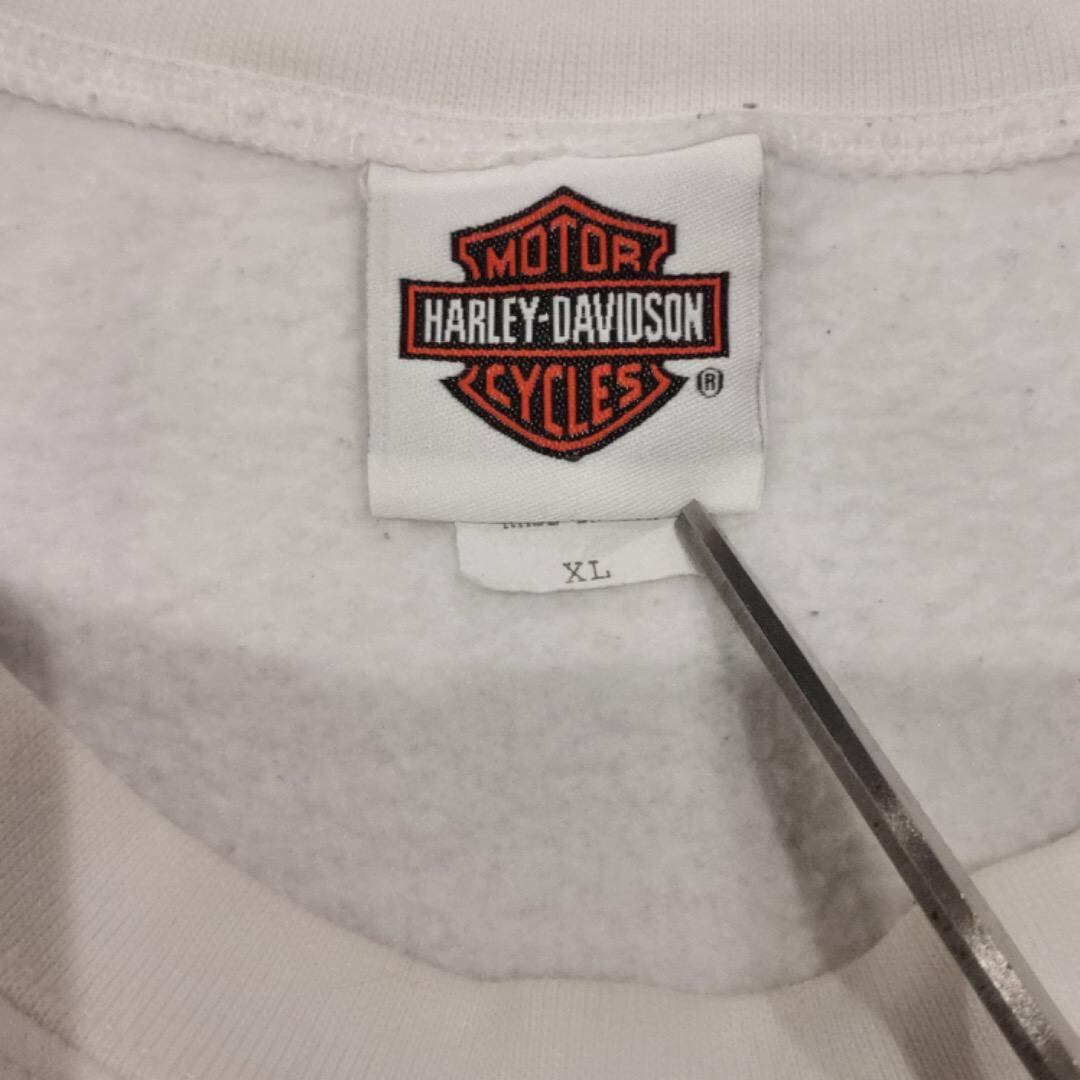 MOTOR
HARLEY-DAVIDSON
CYCLES
®
XL